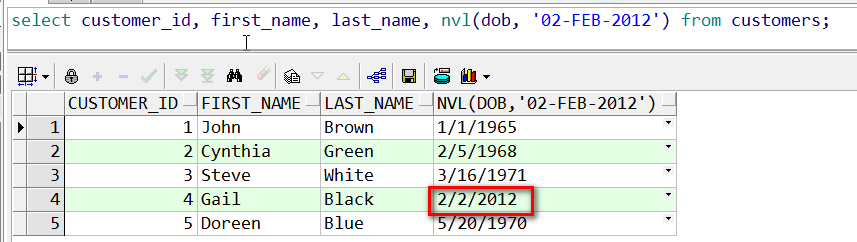 select customer_id, first_name, last_name, nvl(dob, '02-FEB-2012') from customers;
CUSTOMER_ID FIRST_NAME LAST_NAME NVL(DOB,'02-FEB-2012')
1 1 John Brown 1/1/1965
2 2 Cynthia Green 2/5/1968
3 3 Steve White 3/16/1971
4 4 Gail Black 2/2/2012
5 5 Doreen Blue 5/20/1970